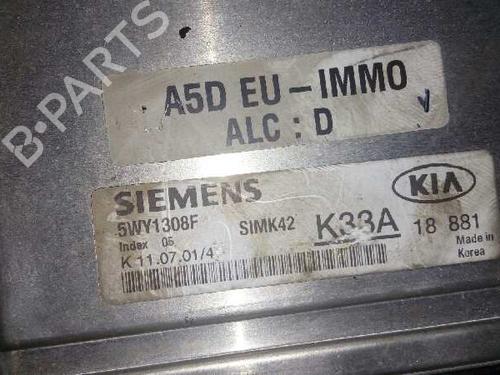 B-PARTS
A5D EU - IMMO
ALC : D
SIEMENS
KIA
5WY1308F
SIMK42
K33A
18 881
Index 05
Made in
Korea
K 11.07.01/4